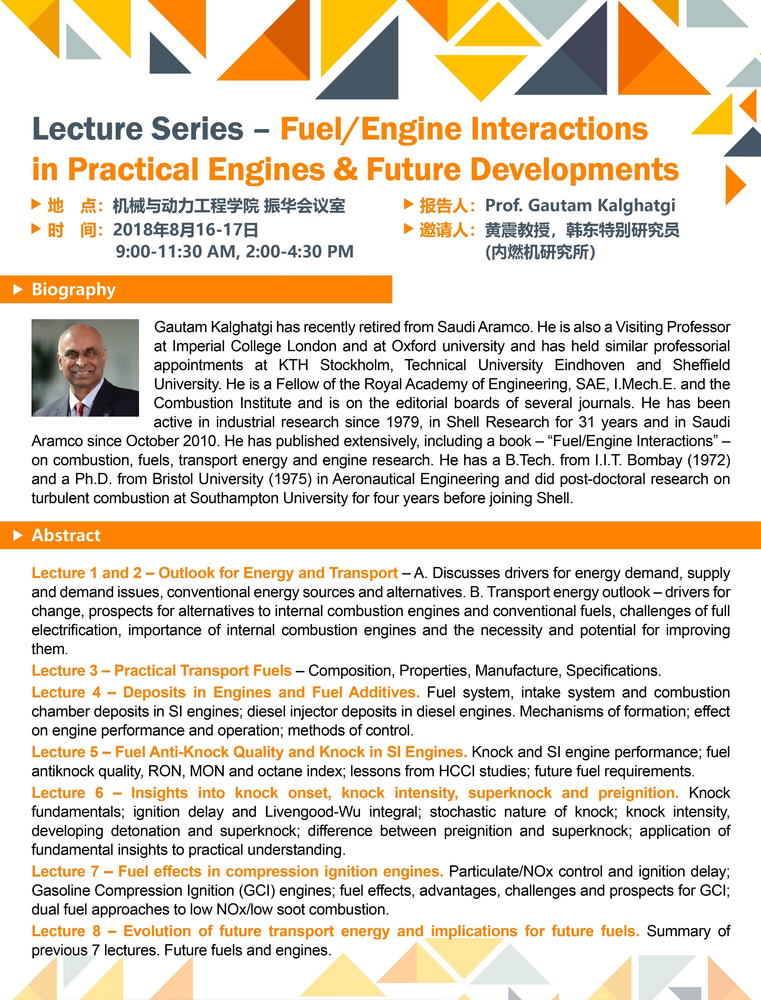 Lecture Series – Fuel/Engine Interactions
in Practical Engines & Future Developments
地 点：机械与动力工程学院 振华会议室
报告人：Prof. Gautam Kalghatgi
时 间：2018年8月16-17日
邀请人：黄震教授，韩东特别研究员
9:00-11:30 AM, 2:00-4:30 PM
(内燃机研究所)
Biography
Gautam Kalghatgi has recently retired from Saudi Aramco. He is also a Visiting Professor
at Imperial College London and at Oxford university and has held similar professorial
appointments at KTH Stockholm, Technical University Eindhoven and Sheffield
University. He is a Fellow of the Royal Academy of Engineering, SAE, I.Mech.E. and the
Combustion Institute and is on the editorial boards of several journals. He has been
active in industrial research since 1979, in Shell Research for 31 years and in Saudi
Aramco since October 2010. He has published extensively, including a book – “Fuel/Engine Interactions” –
on combustion, fuels, transport energy and engine research. He has a B.Tech. from I.I.T. Bombay (1972)
and a Ph.D. from Bristol University (1975) in Aeronautical Engineering and did post-doctoral research on
turbulent combustion at Southampton University for four years before joining Shell.
Abstract
Lecture 1 and 2 – Outlook for Energy and Transport – A. Discusses drivers for energy demand, supply
and demand issues, conventional energy sources and alternatives. B. Transport energy outlook – drivers for
change, prospects for alternatives to internal combustion engines and conventional fuels, challenges of full
electrification, importance of internal combustion engines and the necessity and potential for improving
them.
Lecture 3 – Practical Transport Fuels – Composition, Properties, Manufacture, Specifications.
Lecture 4 – Deposits in Engines and Fuel Additives. Fuel system, intake system and combustion
chamber deposits in SI engines; diesel injector deposits in diesel engines. Mechanisms of formation; effect
on engine performance and operation; methods of control.
Lecture 5 – Fuel Anti-Knock Quality and Knock in SI Engines. Knock and SI engine performance; fuel
antiknock quality, RON, MON and octane index; lessons from HCCI studies; future fuel requirements.
Lecture 6 – Insights into knock onset, knock intensity, superknock and preignition. Knock
fundamentals; ignition delay and Livengood-Wu integral; stochastic nature of knock; knock intensity,
developing detonation and superknock; difference between preignition and superknock; application of
fundamental insights to practical understanding.
Lecture 7 – Fuel effects in compression ignition engines. Particulate/NOx control and ignition delay;
Gasoline Compression Ignition (GCI) engines; fuel effects, advantages, challenges and prospects for GCI;
dual fuel approaches to low NOx/low soot combustion.
Lecture 8 – Evolution of future transport energy and implications for future fuels. Summary of
previous 7 lectures. Future fuels and engines.